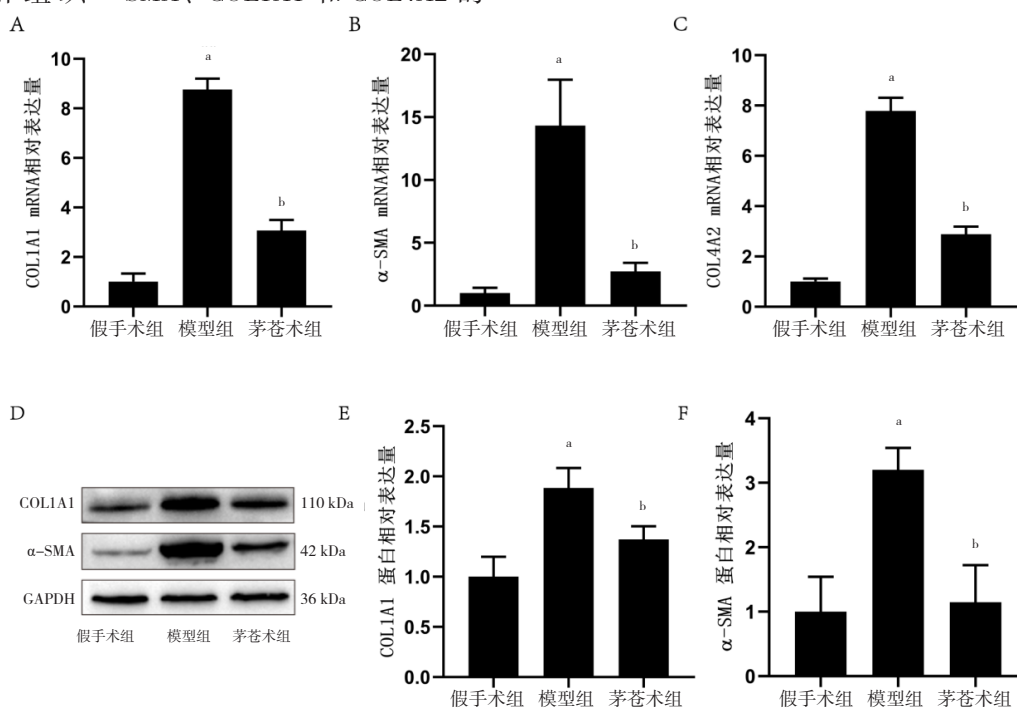 SMA、COL1A1 和 COL4A2 的
A
COL1A1 mRNA相对表达量
10
8
6
4
2
0
a
b
假手术组 模型组 茅苍术组
B
α-SMA mRNA相对表达量
20
15
10
5
0
a
b
假手术组 模型组 茅苍术组
C
COL4A2 mRNA相对表达量
10
8
6
4
2
0
a
b
假手术组 模型组 茅苍术组
D
COL1A1 110 kDa
α-SMA 42 kDa
GAPDH 36 kDa
假手术组 模型组 茅苍术组
E
COL1A1 蛋白相对表达量
2.5
2.0
1.5
1.0
0.5
0.0
a
b
假手术组 模型组 茅苍术组
F
α-SMA 蛋白相对表达量
4
3
2
1
0
a
b
假手术组 模型组 茅苍术组